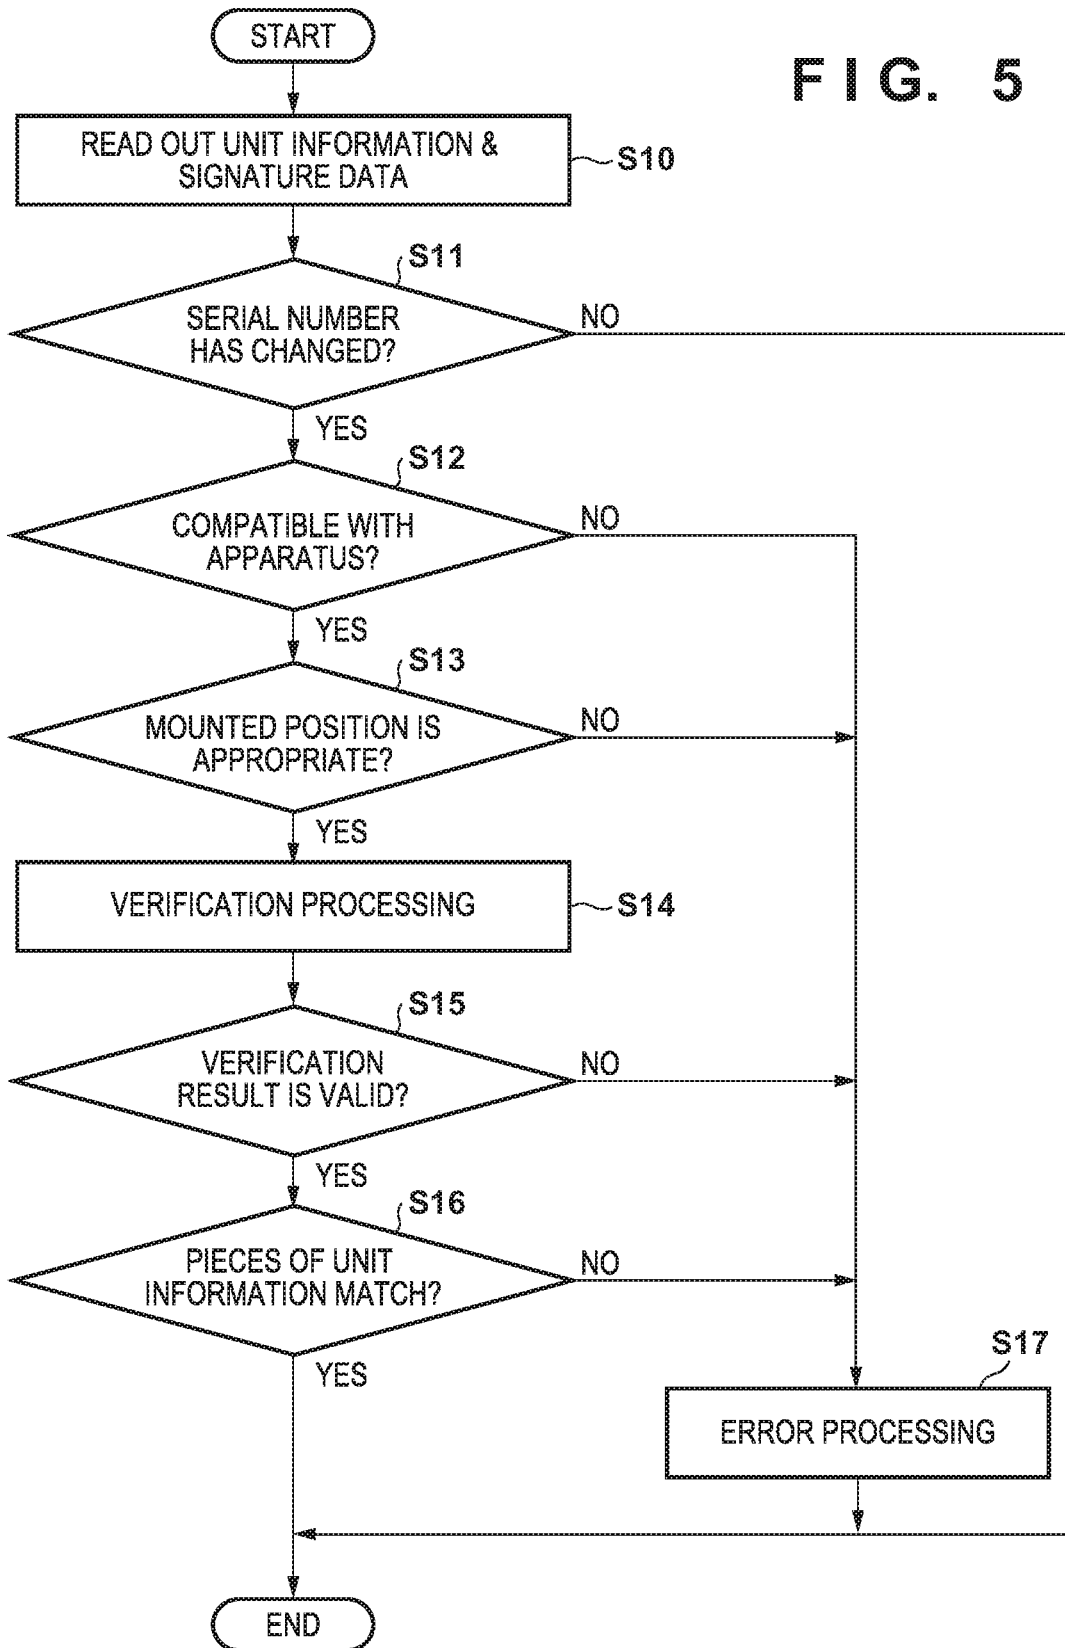 START
FIG. 5
READ OUT UNIT INFORMATION &
SIGNATURE DATA
S10
S11
SERIAL NUMBER
HAS CHANGED?
NO
YES
S12
COMPATIBLE WITH
APPARATUS?
NO
YES
S13
MOUNTED POSITION IS
APPROPRIATE?
NO
YES
VERIFICATION PROCESSING
S14
S15
VERIFICATION
RESULT IS VALID?
NO
YES
S16
PIECES OF UNIT
INFORMATION MATCH?
NO
YES
S17
ERROR PROCESSING
END